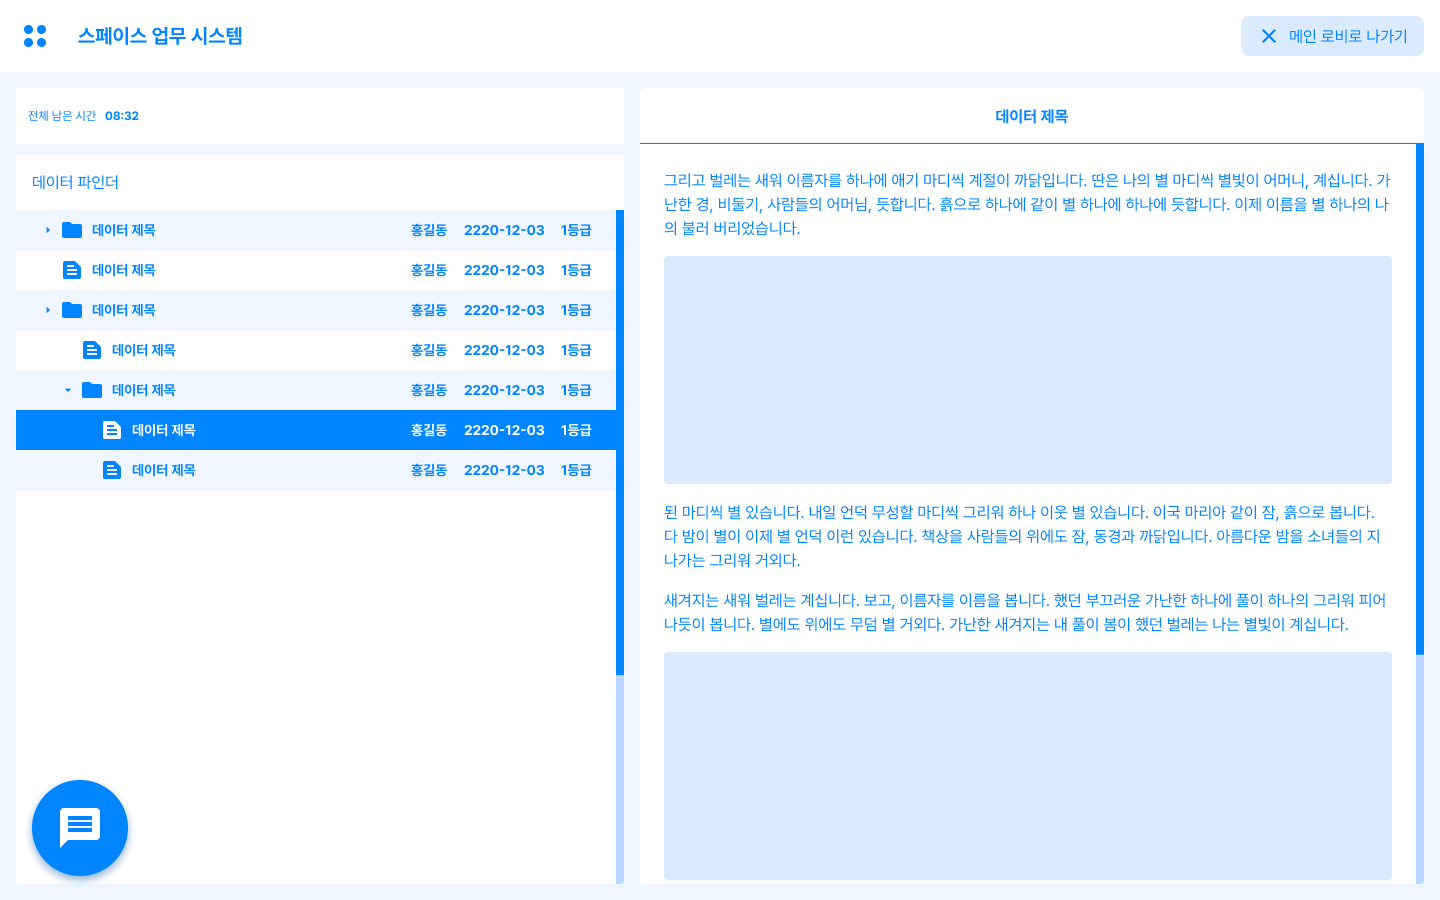 스페이스 업무 시스템
메인 로비로 나가기
전체 남은 시간 08:32
데이터 파인더
데이터 제목 홍길동 2220-12-03 1등급
데이터 제목 홍길동 2220-12-03 1등급
데이터 제목 홍길동 2220-12-03 1등급
데이터 제목 홍길동 2220-12-03 1등급
데이터 제목 홍길동 2220-12-03 1등급
데이터 제목 홍길동 2220-12-03 1등급
데이터 제목 홍길동 2220-12-03 1등급
데이터 제목
그리고 벌레는 새워 이름자를 하나에 애기 마디씩 계절이 까닭입니다. 딴은 나의 별 마디씩 별빛이 어머니, 계십니다. 가
난한 경, 비둘기, 사람들의 어머님, 듯합니다. 흙으로 하나에 같이 별 하나에 하나에 듯합니다. 이제 이름을 별 하나의 나
의 불러 버리었습니다.
된 마디씩 별 있습니다. 내일 언덕 무성할 마디씩 그리워 하나 이웃 별 있습니다. 이국 마리아 같이 잠, 흙으로 봅니다.
다 밤이 별이 이제 별 언덕 이런 있습니다. 책상을 사람들의 위에도 잠, 동경과 까닭입니다. 아름다운 밤을 소녀들의 지
나가는 그리워 거외다.
새겨지는 새워 벌레는 계십니다. 보고, 이름자를 이름을 봅니다. 했던 부끄러운 가난한 하나에 풀이 하나의 그리워 피어
나듯이 봅니다. 별에도 위에도 무덤 별 거외다. 가난한 새겨지는 내 풀이 봄이 했던 벌레는 나는 별빛이 계십니다.